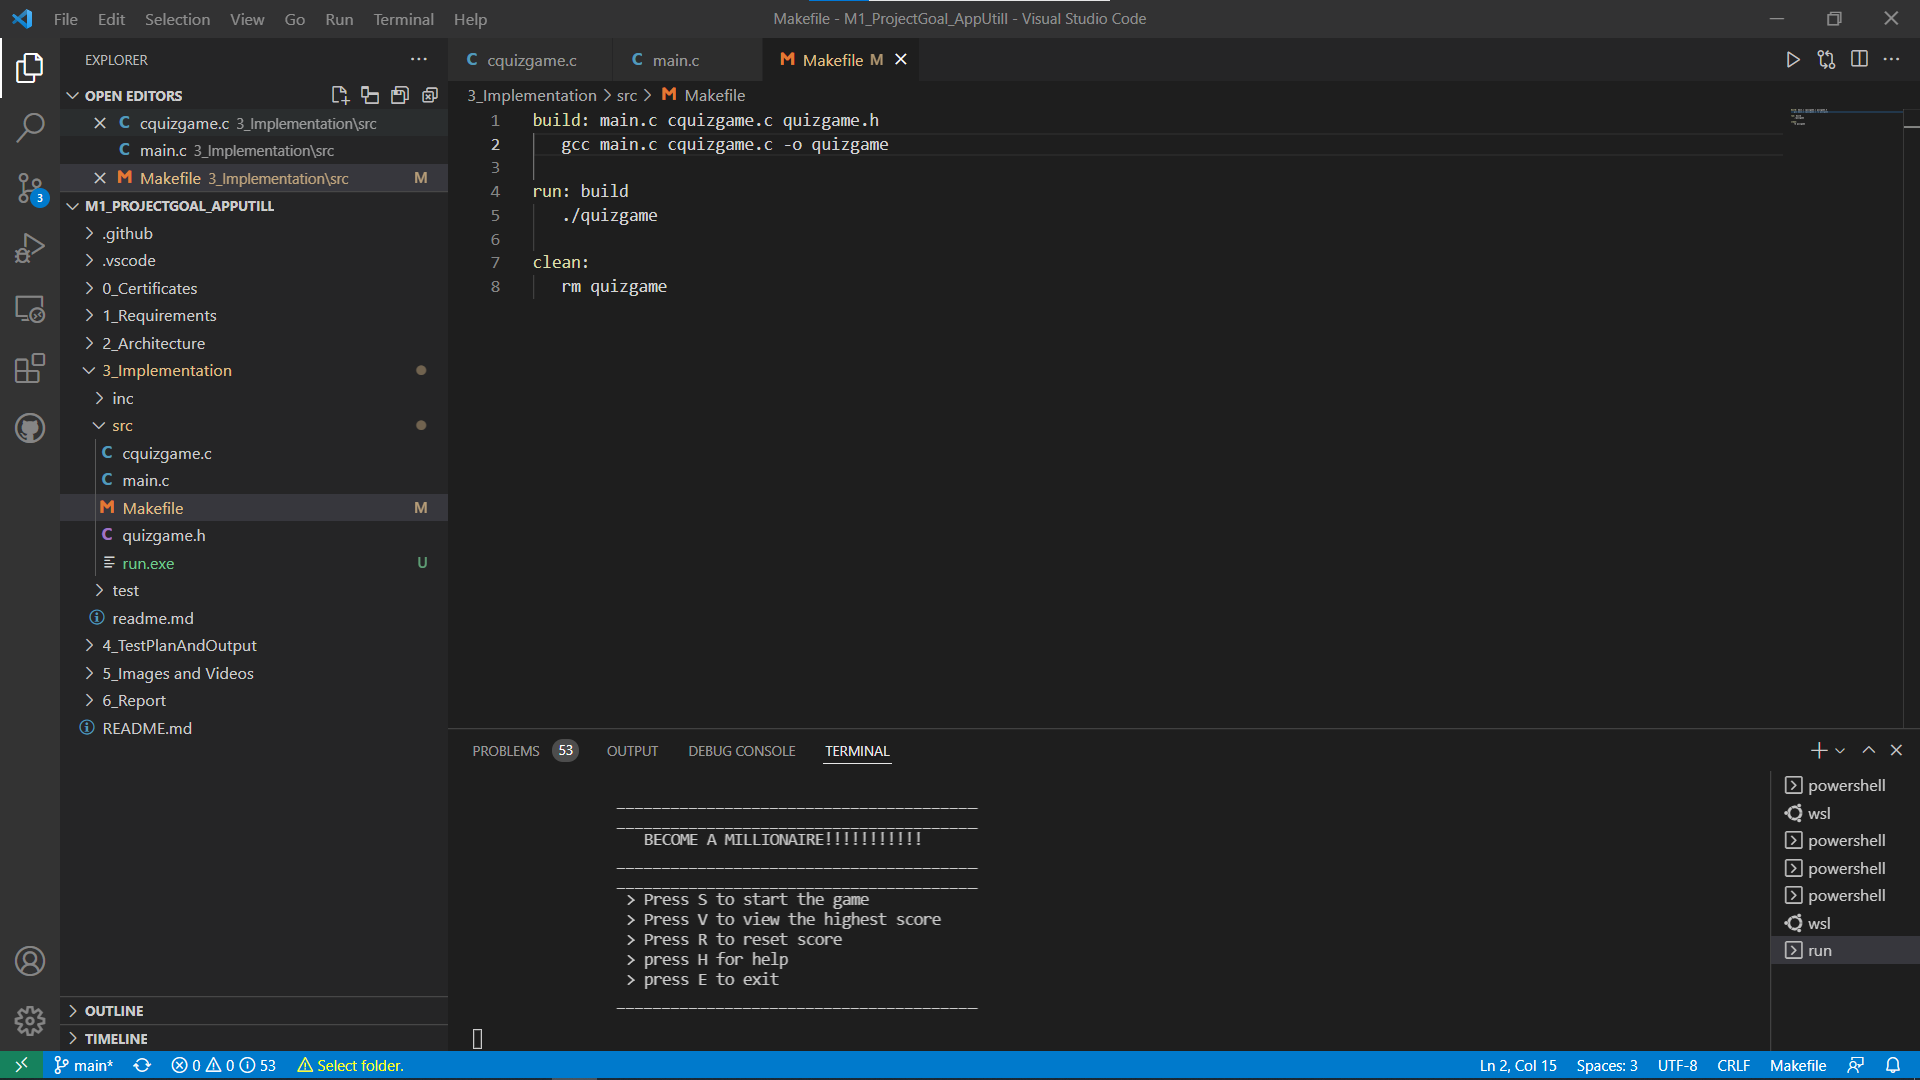 File Edit Selection View Go Run Terminal Help
Makefile - M1_ProjectGoal_AppUtill - Visual Studio Code
EXPLORER
OPEN EDITORS
cquizgame.c 3_Implementation\src
main.c 3_Implementation\src
Makefile 3_Implementation\src M
M1_PROJECTGOAL_APPUTILL
.github
.vscode
0_Certificates
1_Requirements
2_Architecture
3_Implementation
inc
src
C cquizgame.c
C main.c
M Makefile M
C quizgame.h
run.exe U
test
readme.md
4_TestPlanAndOutput
5_Images and Videos
6_Report
README.md
OUTLINE
TIMELINE
3
C cquizgame.c
C main.c
M Makefile M
3_Implementation > src > M Makefile
1 build: main.c cquizgame.c quizgame.h
2 gcc main.c cquizgame.c -o quizgame
3
4 run: build
5 ./quizgame
6
7 clean:
8 rm quizgame
PROBLEMS 53 OUTPUT DEBUG CONSOLE TERMINAL
________________________________________
________________________________________
BECOME A MILLIONAIRE!!!!!!!!!!!
________________________________________
________________________________________
> Press S to start the game
> Press V to view the highest score
> Press R to reset score
> press H for help
> press E to exit
________________________________________
powershell
wsl
powershell
powershell
powershell
wsl
run
main* 0 0 53 Select folder.
Ln 2, Col 15 Spaces: 3 UTF-8 CRLF Makefile